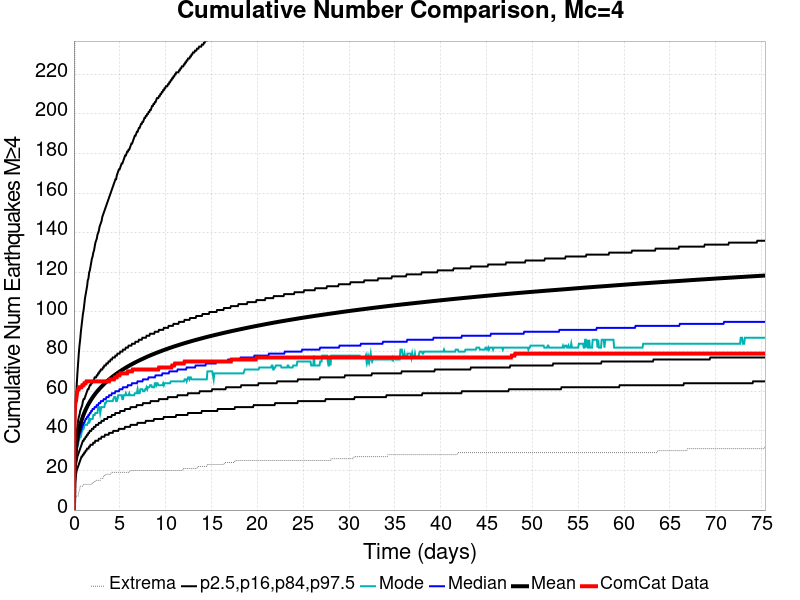 Cumulative Number Comparison, Mc=4
Cumulative Num Earthquakes M≥4
220
200
180
160
140
120
100
80
60
40
20
0
0 5 10 15 20 25 30 35 40 45 50 55 60 65 70 75
Time (days)
Extrema p2.5,p16,p84,p97.5 Mode Median Mean ComCat Data